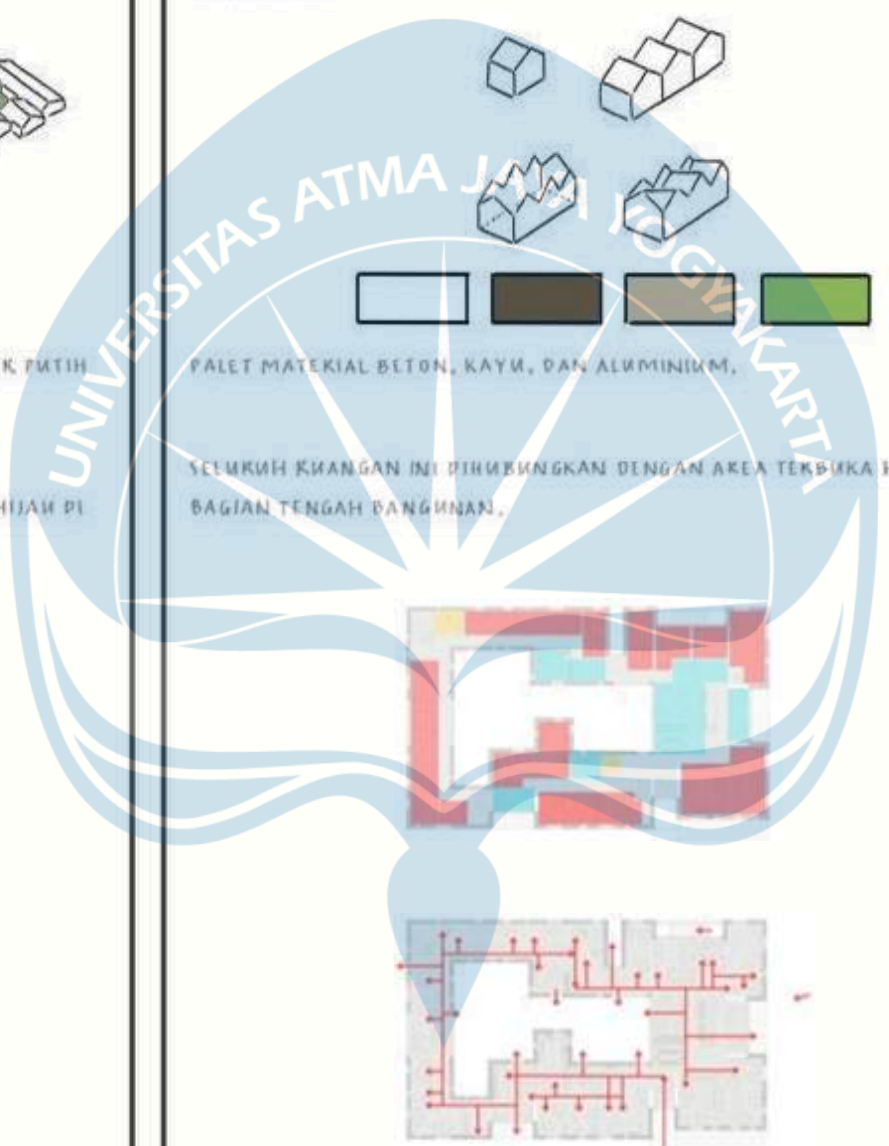 UNIVERSITAS ATMA JAYA YOGYAKARTA
K PUTIH
PALET MATERIAL BETON, KAYU, DAN ALUMINIUM.
SELURUH RUANGAN INI DIHUBUNGKAN DENGAN AREA TERBUKA
HIJAU DI
BAGIAN TENGAH BANGUNAN.